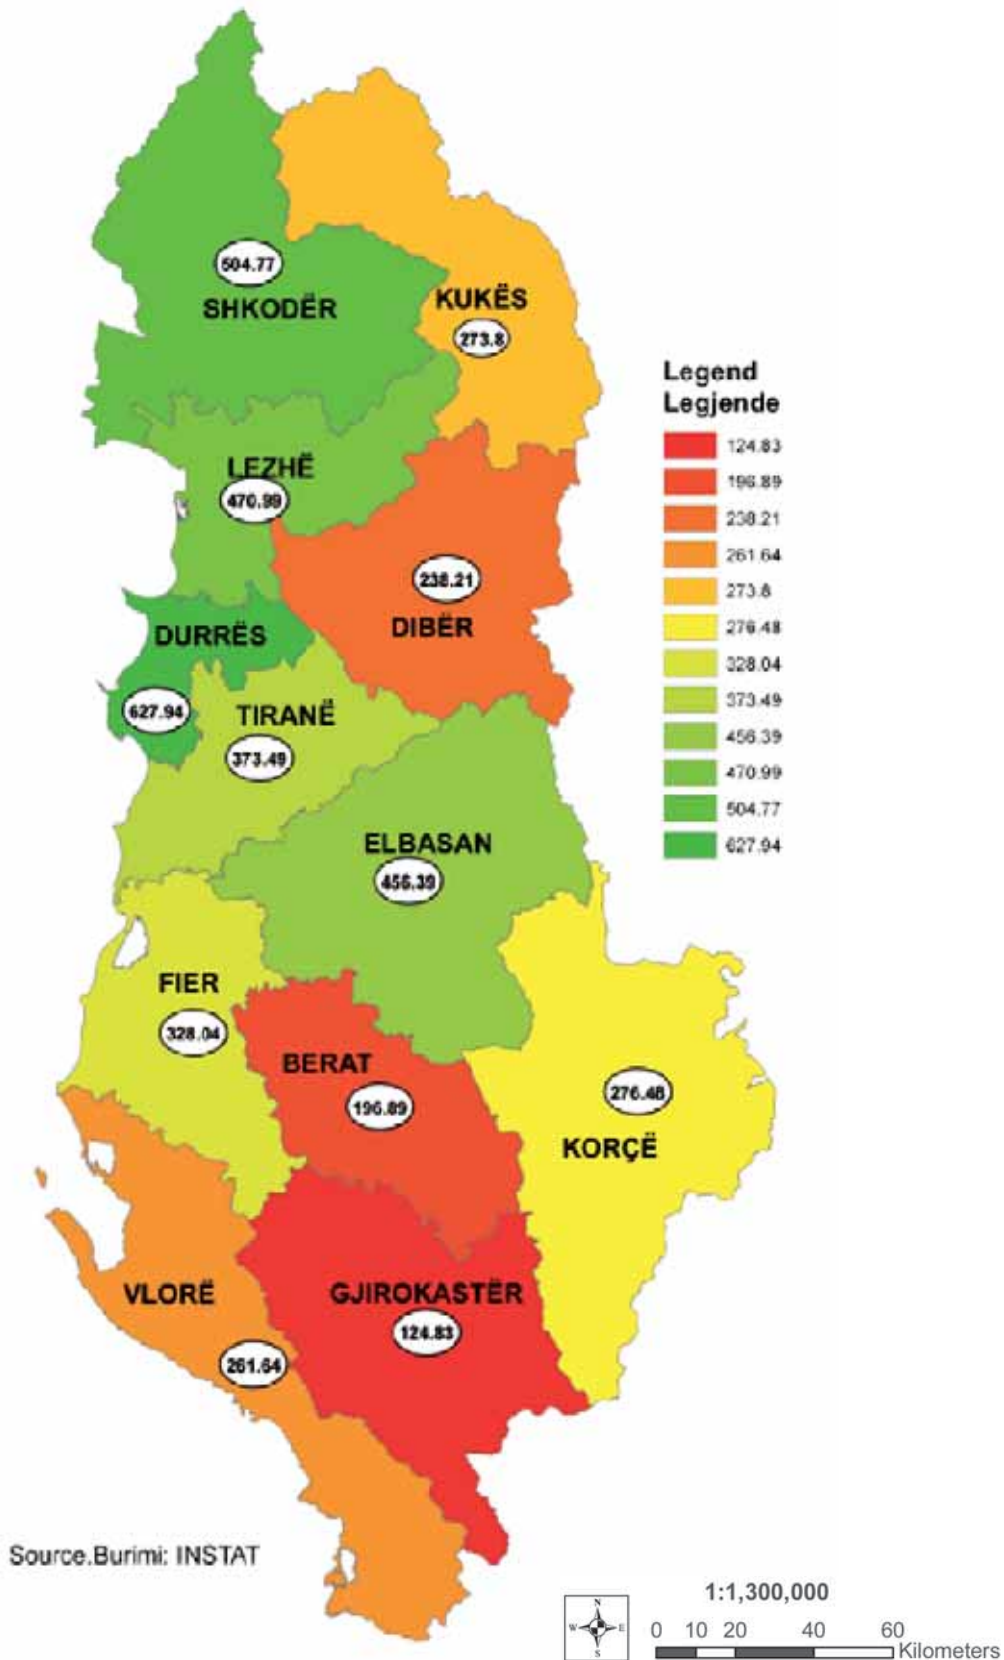 504.77
SHKODËR
KUKËS
273.8
Legend
Legjende
124.83
196.89
238.21
261.64
273.8
276.48
328.04
373.49
456.39
470.99
504.77
627.94
LEZHË
470.99
238.21
DIBËR
DURRËS
627.94
TIRANË
373.49
ELBASAN
456.39
FIER
328.04
BERAT
196.89
276.48
KORÇË
VLORË
261.64
GJIROKASTËR
124.83
Source.Burimi: INSTAT
N
W E
S
1:1,300,000
0 10 20 40 60
Kilometers